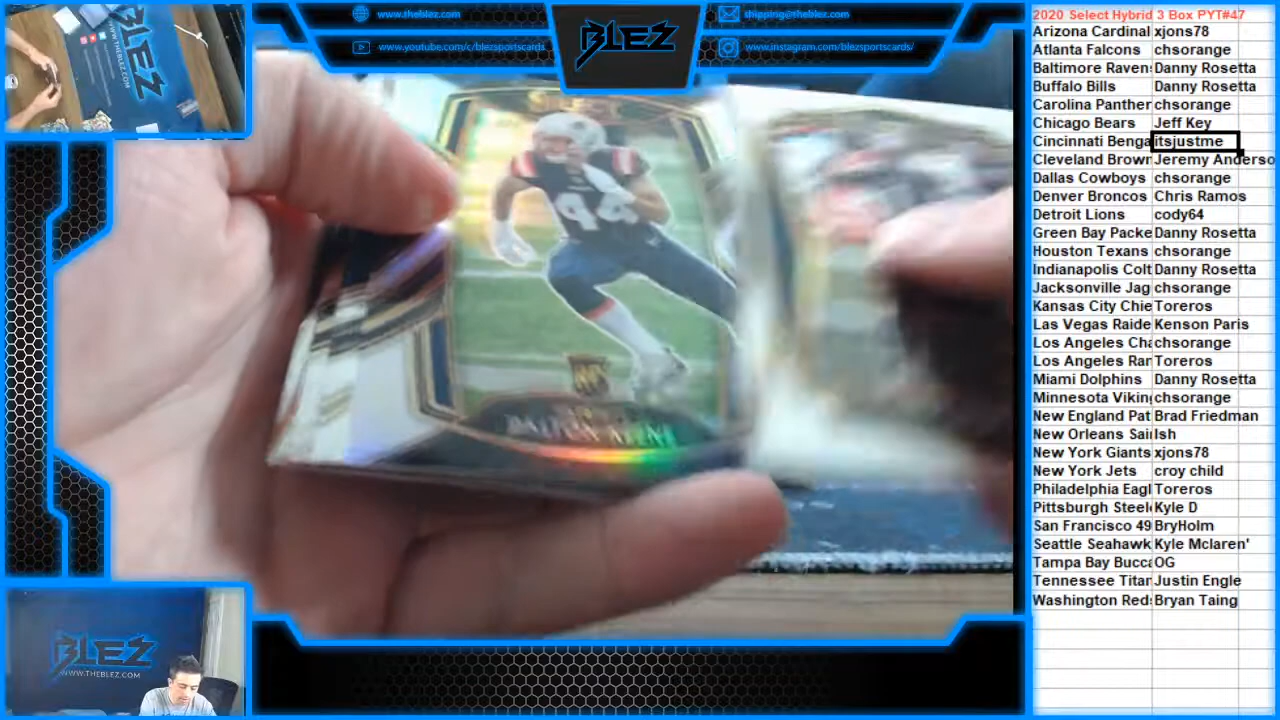 www.theblez.com
shipping@theblez.com
www.youtube.com/c/blezsportscards
www.instagram.com/blezsportscards/
BLEZ
44
BLEZ
WWW.THEBLEZ.COM
2020 Select Hybrid 3 Box PYT#47
Arizona Cardinal xjons78
Atlanta Falcons chsorange
Baltimore Raven Danny Rosetta
Buffalo Bills Danny Rosetta
Carolina Panther chsorange
Chicago Bears Jeff Key
Cincinnati Benga itsjustme
Cleveland Brown Jeremy Anderso
Dallas Cowboys chsorange
Denver Broncos Chris Ramos
Detroit Lions cody64
Green Bay Packe Danny Rosetta
Houston Texans chsorange
Indianapolis Colt Danny Rosetta
Jacksonville Jag chsorange
Kansas City Chie Toreros
Las Vegas Raide Kenson Paris
Los Angeles Cha chsorange
Los Angeles Ran Toreros
Miami Dolphins Danny Rosetta
Minnesota Viking chsorange
New England Pat Brad Friedman
New Orleans Sai Ish
New York Giants xjons78
New York Jets croy child
Philadelphia Eagl Toreros
Pittsburgh Steele Kyle D
San Francisco 49 BryHolm
Seattle Seahawk Kyle Mclaren'
Tampa Bay Bucca OG
Tennessee Titan Justin Engle
Washington Reds Bryan Taing
BLEZ
WWW.THEBLEZ.COM